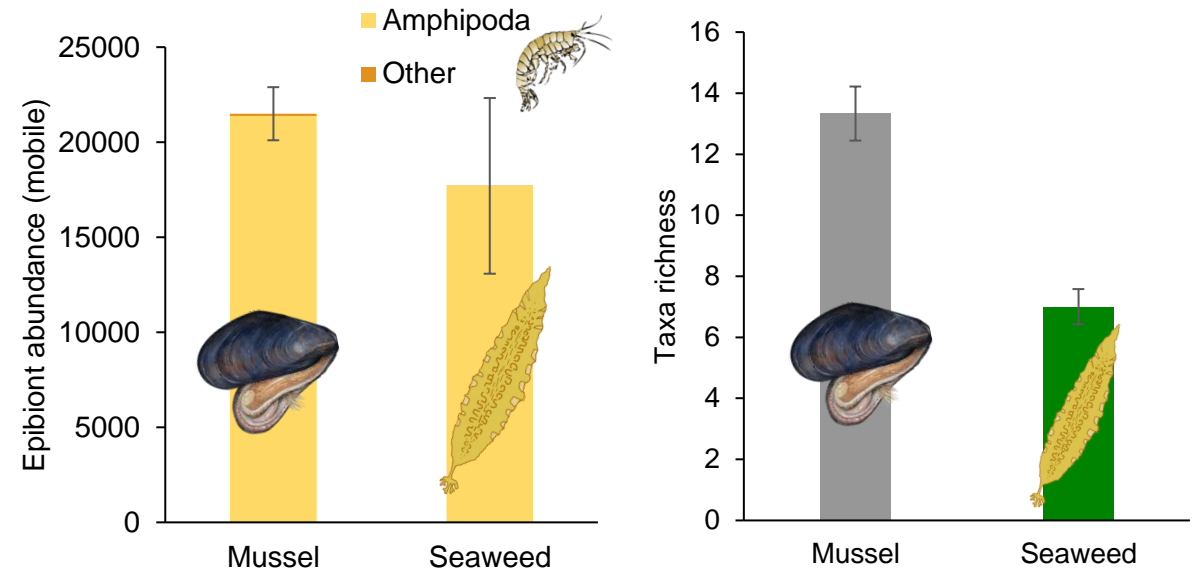 Amphipoda
Other
Epibiont abundance (mobile)
25000
20000
15000
10000
5000
0
Mussel Seaweed
Taxa richness
16
14
12
10
8
6
4
2
0
Mussel Seaweed